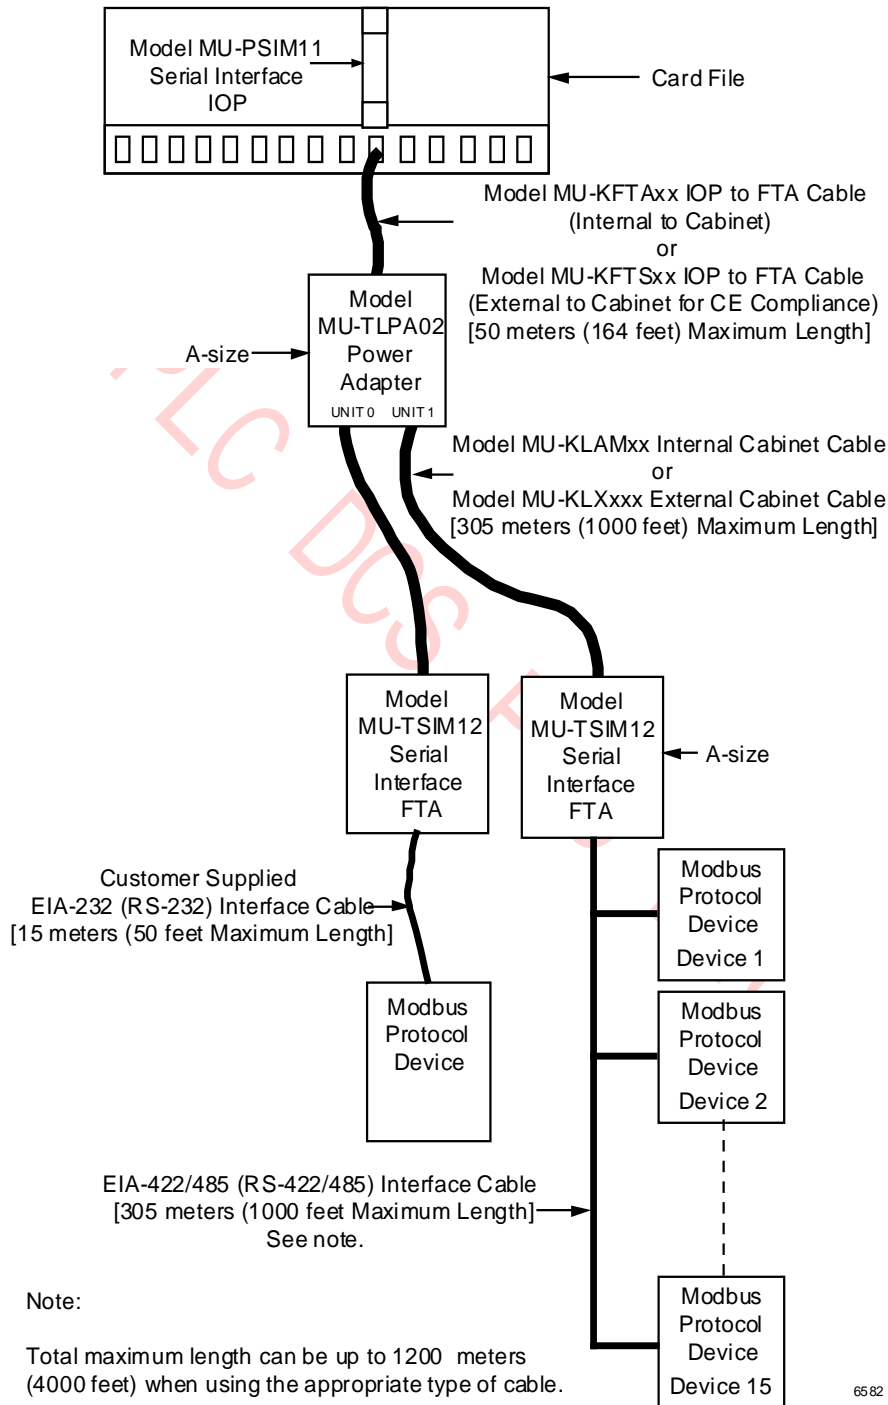 Model MU-PSIM11
Serial Interface
IOP
Card File
Model MU-KFTAxx IOP to FTA Cable
(Internal to Cabinet)
or
Model MU-KFTSxx IOP to FTA Cable
(External to Cabinet for CE Compliance)
[50 meters (164 feet) Maximum Length]
Model
MU-TLPA02
Power
Adapter
UNIT 0 UNIT 1
A-size
Model MU-KLAMxx Internal Cabinet Cable
or
Model MU-KLXxxx External Cabinet Cable
[305 meters (1000 feet) Maximum Length]
Model
MU-TSIM12
Serial
Interface
FTA
Model
MU-TSIM12
Serial
Interface
FTA
A-size
Customer Supplied
EIA-232 (RS-232) Interface Cable
[15 meters (50 feet Maximum Length]
Modbus
Protocol
Device
Modbus
Protocol
Device
Device 1
Modbus
Protocol
Device
Device 2
EIA-422/485 (RS-422/485) Interface Cable
[305 meters (1000 feet Maximum Length]
See note.
Modbus
Protocol
Device
Device 15
Note:
Total maximum length can be up to 1200 meters
(4000 feet) when using the appropriate type of cable.
6582
LC DCS